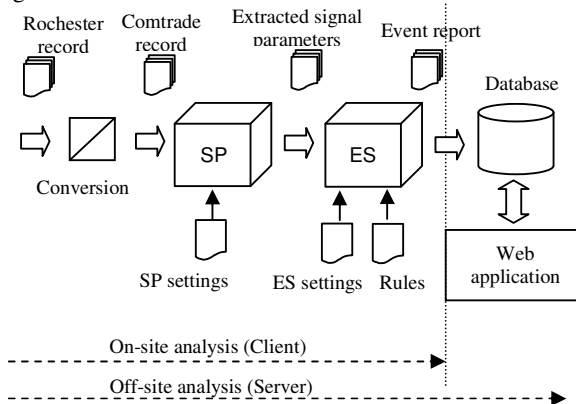 Rochester
record
Comtrade
record
Extracted signal
parameters
Event report
Database
SP
ES
Conversion
SP settings
ES settings
Rules
Web
application
On-site analysis (Client)
Off-site analysis (Server)